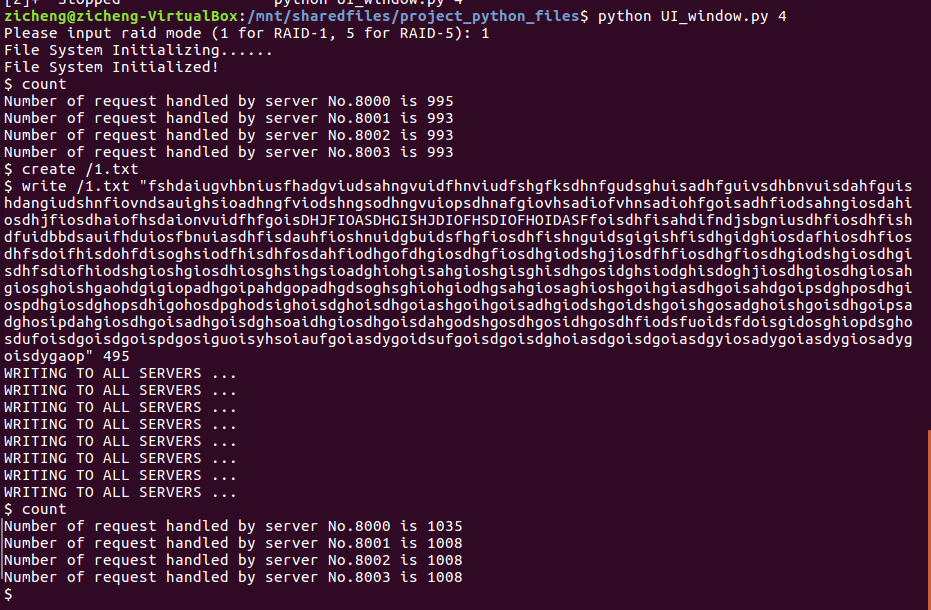 [2]+  Stopped                 python UI_window.py 4
zicheng@zicheng-VirtualBox:/mnt/sharedfiles/project_python_files$ python UI_window.py 4
Please input raid mode (1 for RAID-1, 5 for RAID-5): 1
File System Initializing......
File System Initialized!
$ count
Number of request handled by server No.8000 is 995
Number of request handled by server No.8001 is 993
Number of request handled by server No.8002 is 993
Number of request handled by server No.8003 is 993
$ create /1.txt
$ write /1.txt "fshdaiugvhbniusfhadgviudsahngvuidfhnviudfshgfksdhnfgudsghuisadhfguivsdhbnvuisdahfguis
hdangiudshnfiovndsauighsioadhngfviodshngsodhngvuiopsdhnafgiovhsadiofvhnsadiohfgoisadhfiodsahngiosdahi
osdhjfiosdhaiofhsdaionvuidfhfgoisDHJFIOASDHGISHJDIOFHSDIOFHOIDASFfoisdhfisahdifndjsbgniusdhfiosdhfish
dfuidbbdsauifhduiosfbnuiasdhfisdauhfioshnuidgbuidsfhgfiosdhfishnguidsgigishfisdhgidghiosdafhiosdhfios
dhfsdoifhisdohfdisoghsiodfhisdhfosdahfiodhgofdhgiosdhgfiosdhgiodshgjiosdfhfiosdhgfiosdhgiodshgiosdhgi
sdhfsdiofhiodshgioshgiosdhiosghsihgsioadghiohgisahgioshgisghisdhgosidghsiodghisdoghjiosdhgiosdhgiosah
giosghoishgaohdgigiopadhgoipahdgopadhgdsoghsghiohgiodhgsahgiosaghioshgoihgiasdhgoisahdgoipsdghposdhgi
ospdhgiosdghopsdhigohosdpghodsighoisdghoisdhgoiashgoihgoisadhgiodshgoidshgoishgosadghoishgoisdhgoipsa
dghosipdahgiosdhgoisadhgoisdghsoaidhgiosdhgoisdahgodshgosdhgosidhgosdhfiodsfuoidsfdoisgidosghiopdsgho
sdufoisdgoisdgoispdgosiguoisyhsoiaufgoiasdygoidsufgoisdgoisdghoiasdgoisdgoiasdgyiosadygoiasdygiosadyg
oisdygaop" 495
WRITING TO ALL SERVERS ...
WRITING TO ALL SERVERS ...
WRITING TO ALL SERVERS ...
WRITING TO ALL SERVERS ...
WRITING TO ALL SERVERS ...
WRITING TO ALL SERVERS ...
WRITING TO ALL SERVERS ...
WRITING TO ALL SERVERS ...
$ count
Number of request handled by server No.8000 is 1035
Number of request handled by server No.8001 is 1008
Number of request handled by server No.8002 is 1008
Number of request handled by server No.8003 is 1008
$